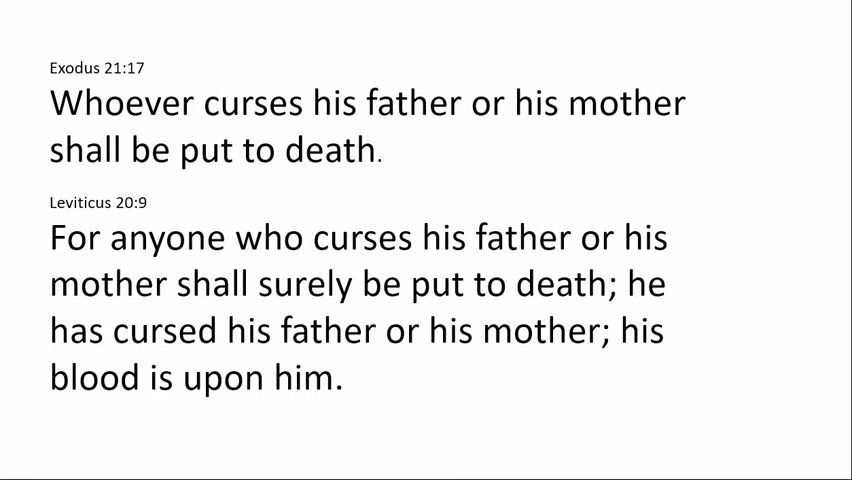 Exodus 21:17
Whoever curses his father or his mother
shall be put to death.
Leviticus 20:9
For anyone who curses his father or his
mother shall surely be put to death; he
has cursed his father or his mother; his
blood is upon him.